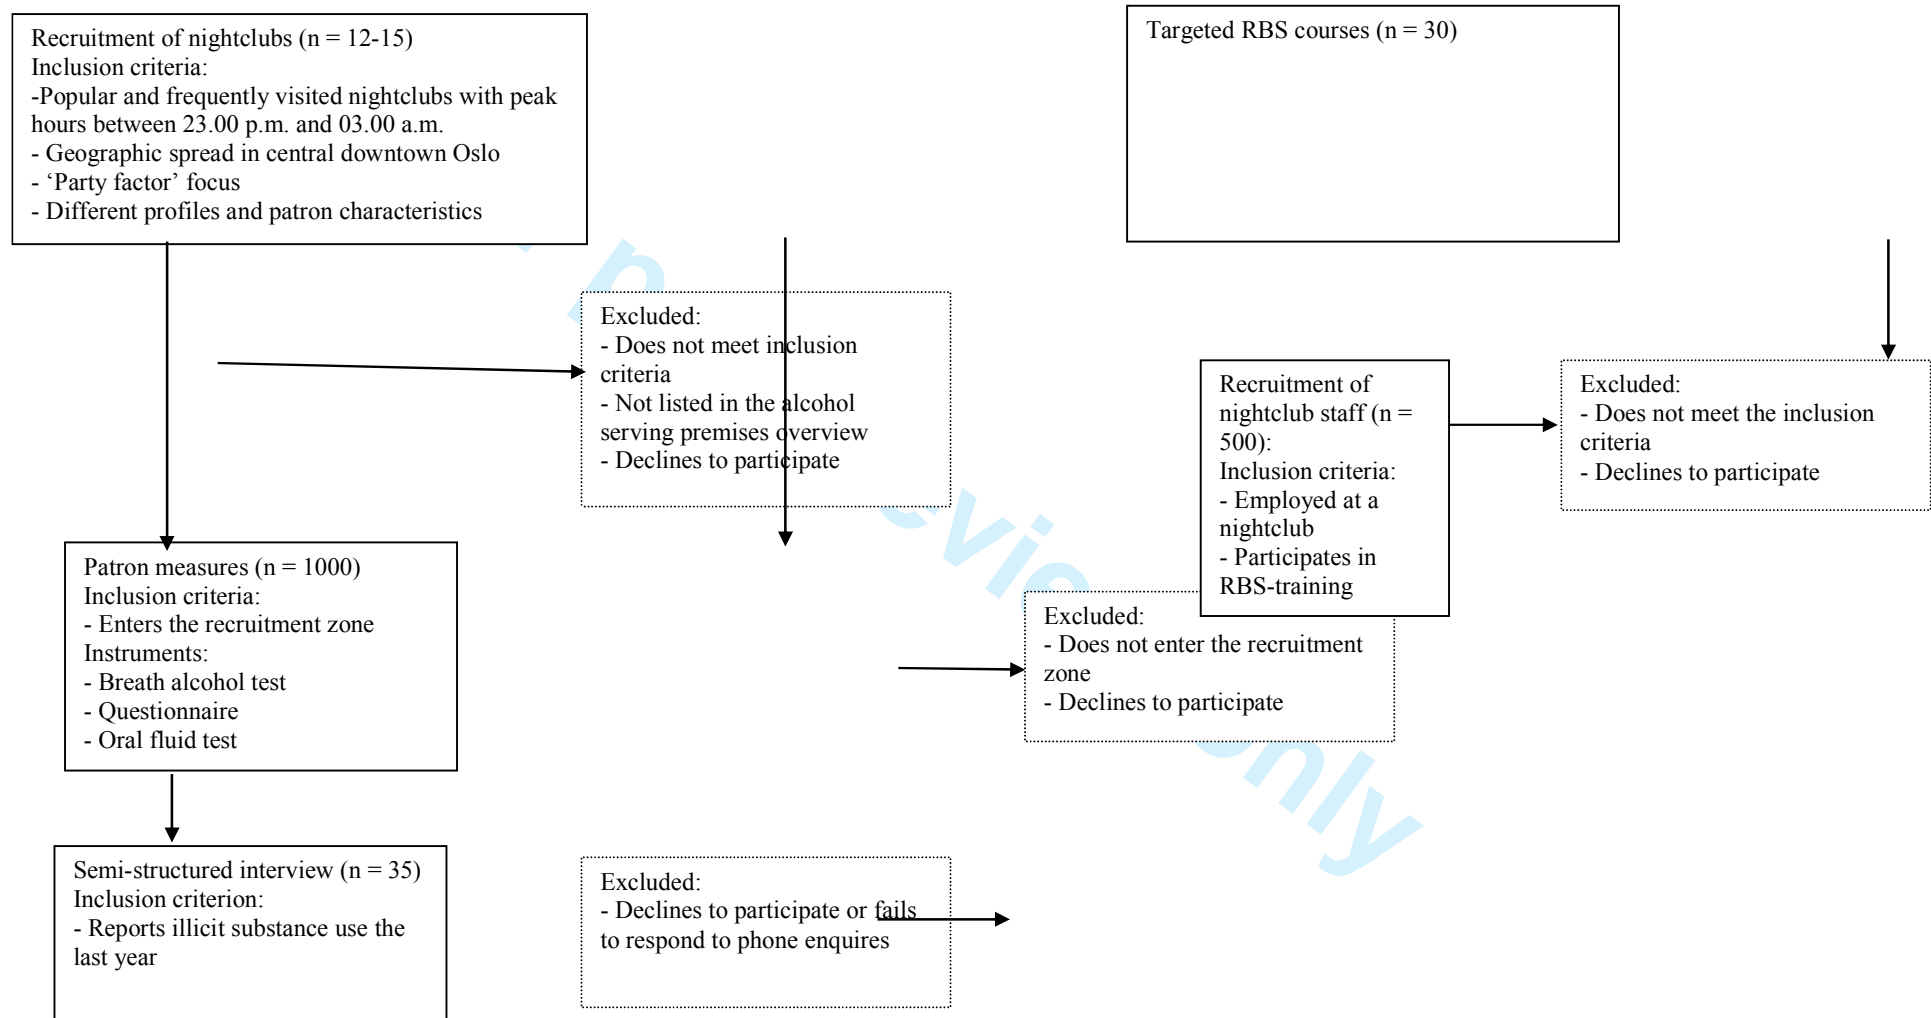 Recruitment of nightclubs (n = 12-15)
Inclusion criteria:
-Popular and frequently visited nightclubs with peak
hours between 23.00 p.m. and 03.00 a.m.
- Geographic spread in central downtown Oslo
- ‘Party factor’ focus
- Different profiles and patron characteristics
Targeted RBS courses (n = 30)
Excluded:
- Does not meet inclusion
criteria
- Not listed in the alcohol
serving premises overview
- Declines to participate
Recruitment of
nightclub staff (n =
500):
Inclusion criteria:
- Employed at a
nightclub
- Participates in
RBS-training
Excluded:
- Does not meet the inclusion
criteria
- Declines to participate
Patron measures (n = 1000)
Inclusion criteria:
- Enters the recruitment zone
Instruments:
- Breath alcohol test
- Questionnaire
- Oral fluid test
Excluded:
- Does not enter the recruitment
zone
- Declines to participate
Semi-structured interview (n = 35)
Inclusion criterion:
- Reports illicit substance use the
last year
Excluded:
- Declines to participate or fails
to respond to phone enquires
only